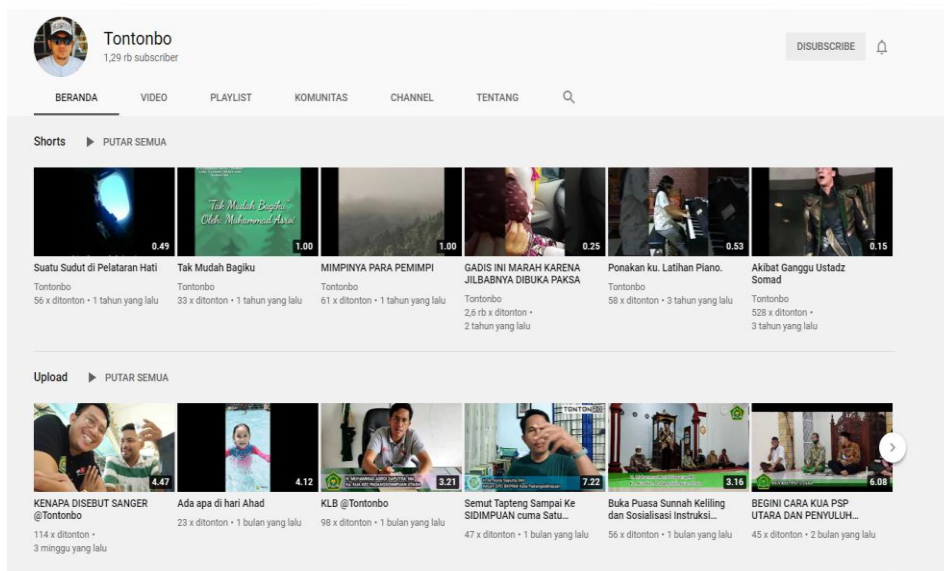 Tontonbo
1,29 rb subscriber
DISUBSCRIBE
BERANDA VIDEO PLAYLIST KOMUNITAS CHANNEL TENTANG
Shorts PUTAR SEMUA
"Tak Mudah Bagiku"
Oleh: Muhammad Asroi
0.49
1.00
1.00
0.25
0.53
0.15
Suatu Sudut di Pelataran Hati
Tontonbo
56 x ditonton • 1 tahun yang lalu
Tak Mudah Bagiku
Tontonbo
33 x ditonton • 1 tahun yang lalu
MIMPINYA PARA PEMIMPI
Tontonbo
61 x ditonton • 1 tahun yang lalu
GADIS INI MARAH KARENA
JILBABNYA DIBUKA PAKSA
Tontonbo
2,6 rb x ditonton •
2 tahun yang lalu
Ponakan ku. Latihan Piano.
Tontonbo
58 x ditonton • 3 tahun yang lalu
Akibat Ganggu Ustadz
Somad
Tontonbo
528 x ditonton •
3 tahun yang lalu
Upload PUTAR SEMUA
TONTONBO
4.47
4.12
3.21
7.22
3.16
6.08
KENAPA DISEBUT SANGER
@Tontonbo
114 x ditonton •
3 minggu yang lalu
Ada apa di hari Ahad
23 x ditonton • 1 bulan yang lalu
KLB @Tontonbo
98 x ditonton • 1 bulan yang lalu
Semut Tapteng Sampai Ke
SIDIMPUAN cuma Satu...
47 x ditonton • 1 bulan yang lalu
Buka Puasa Sunnah Keliling
dan Sosialisasi Instruksi...
56 x ditonton • 1 bulan yang lalu
BEGINI CARA KUA PSP
UTARA DAN PENYULUH...
45 x ditonton • 2 bulan yang lalu